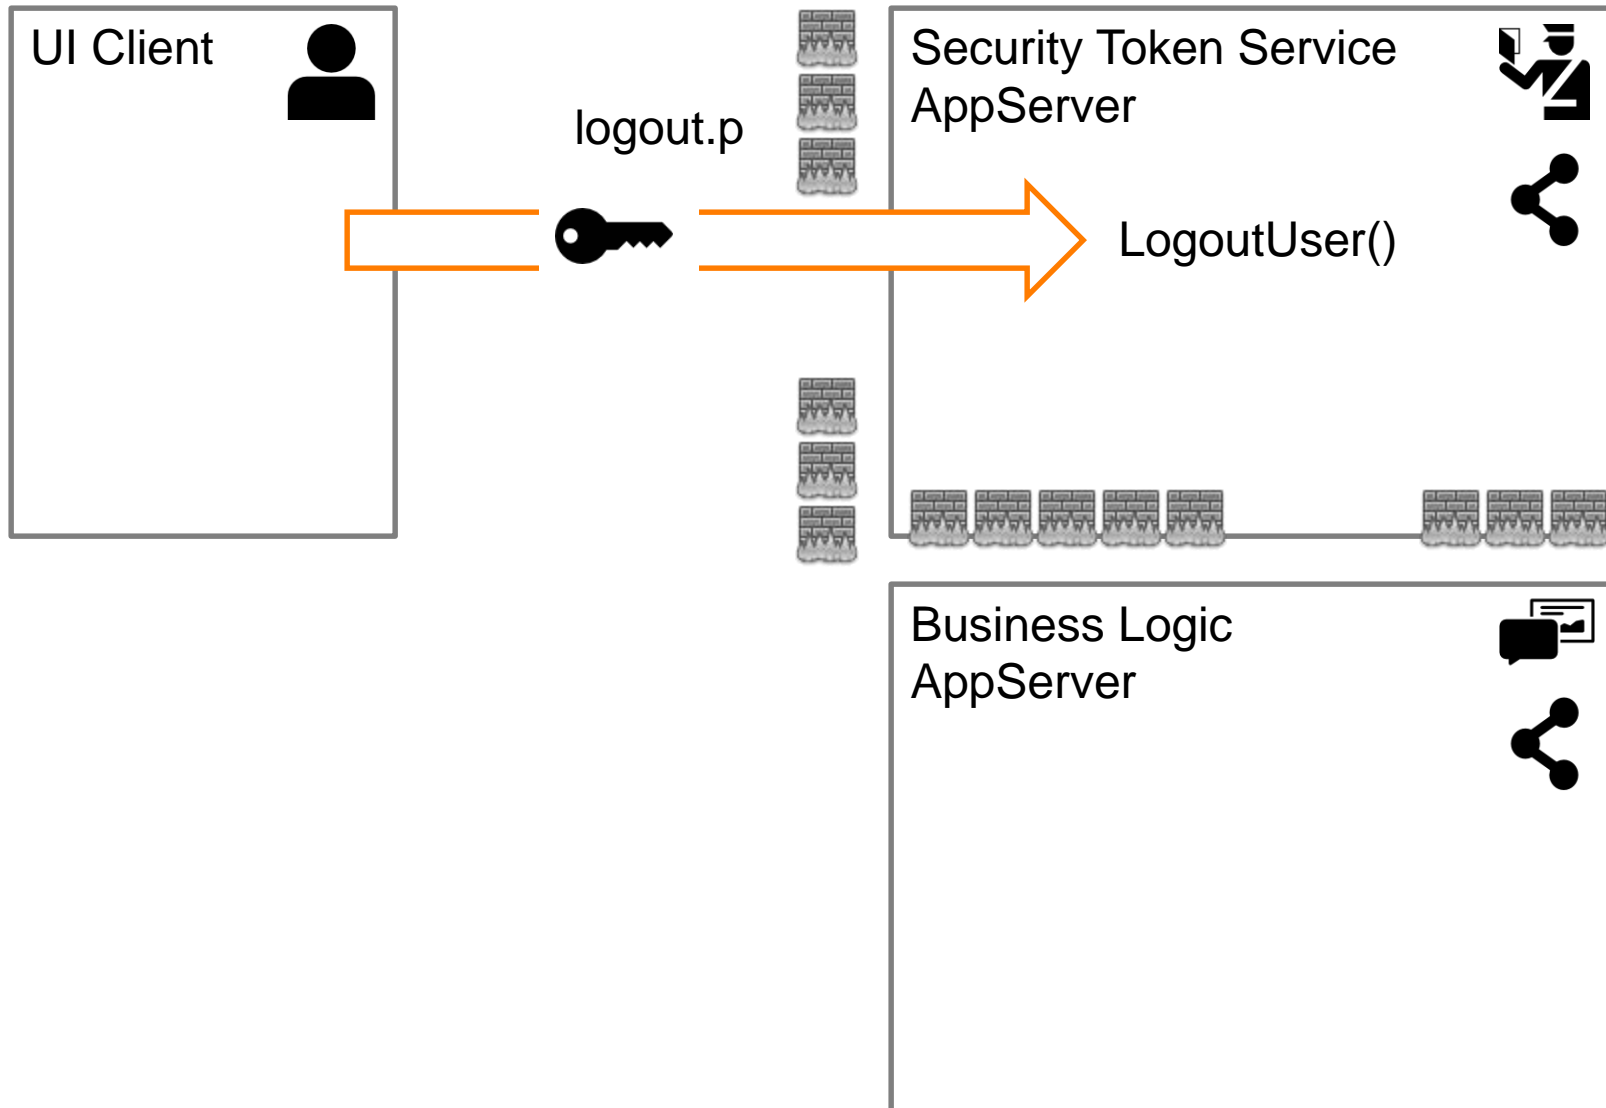 UI Client
logout.p
Security Token Service
AppServer
LogoutUser()
Business Logic
AppServer